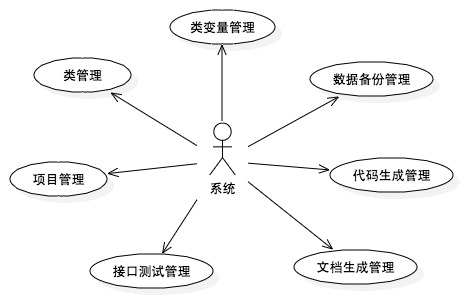 类变量管理
类管理
数据备份管理
项目管理
系统
代码生成管理
接口测试管理
文档生成管理